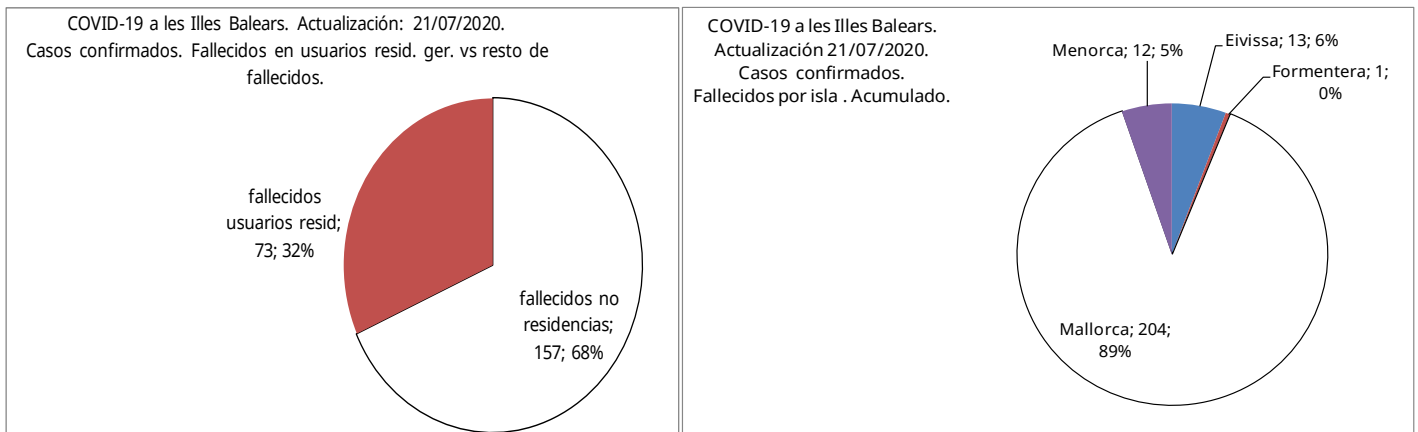 COVID-19 a les Illes Balears. Actualización: 21/07/2020.
Casos confirmados. Fallecidos en usuarios resid. ger. vs resto de
fallecidos.
fallecidos
usuarios resid;
73; 32%
fallecidos no
residencias;
157; 68%
COVID-19 a les Illes Balears.
Actualización 21/07/2020.
Casos confirmados.
Fallecidos por isla . Acumulado.
Menorca; 12; 5%
Eivissa; 13; 6%
Formentera; 1;
0%
Mallorca; 204;
89%